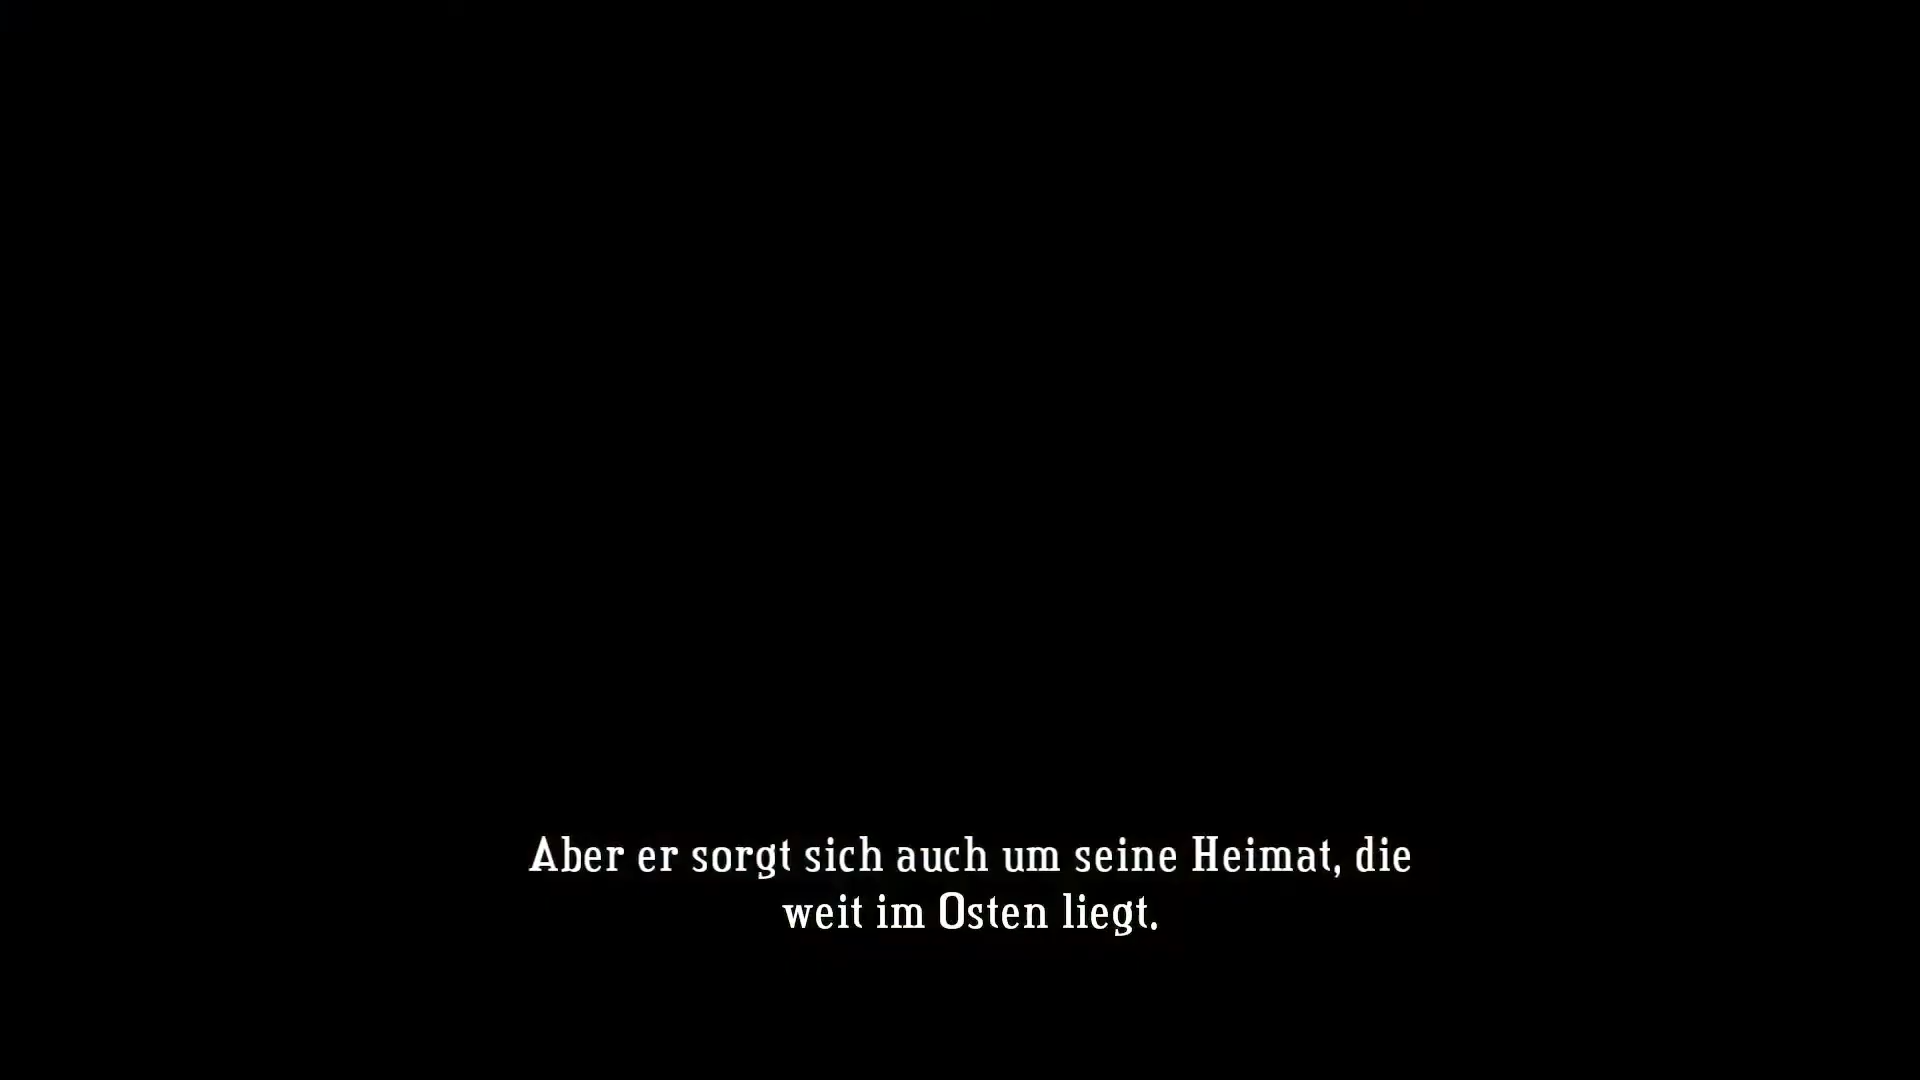 Aber er sorgt sich auch um seine Heimat, die
weit im Osten liegt.